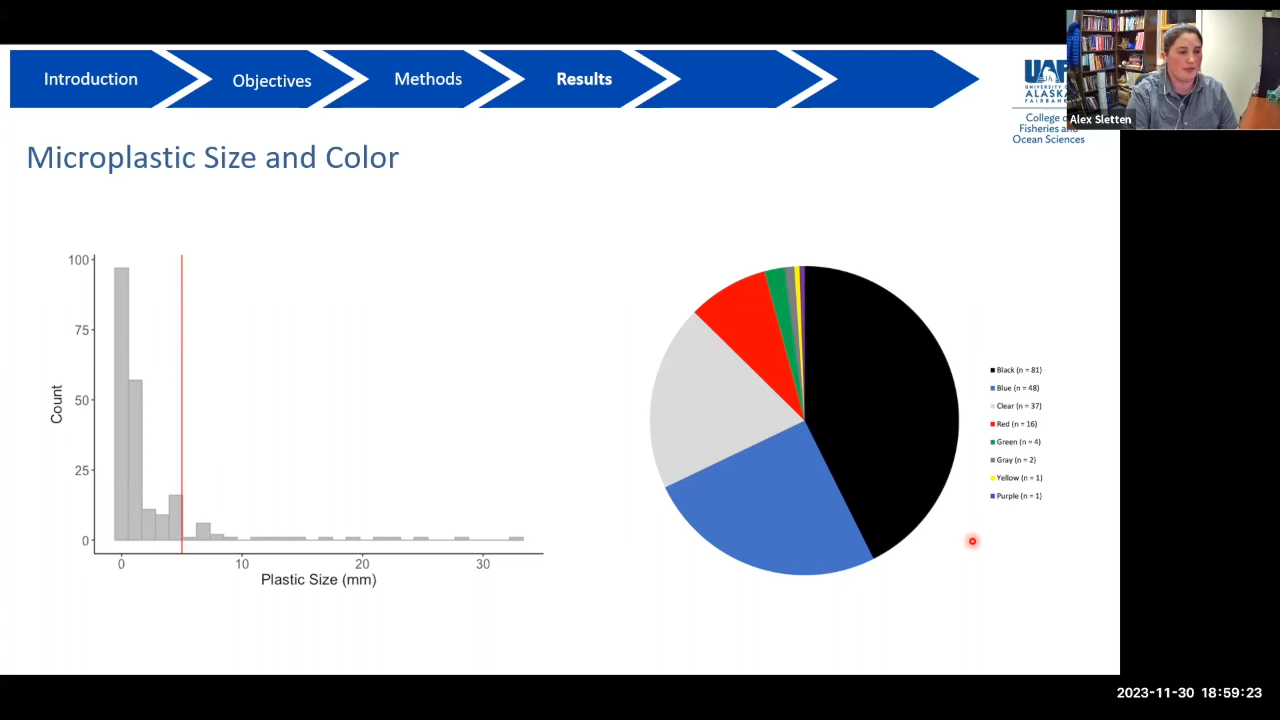 Introduction
Objectives
Methods
Results
UNIVERSITY OF
ALASKA
FAIRBANKS
College of
Fisheries and
Ocean Sciences
Alex Sletten
Microplastic Size and Color
100
75
50
25
0
Count
0
10
20
30
Plastic Size (mm)
Black (n = 81)
Blue (n = 48)
Clear (n = 37)
Red (n = 16)
Green (n = 4)
Gray (n = 2)
Yellow (n = 1)
Purple (n = 1)
2023-11-30 18:59:23